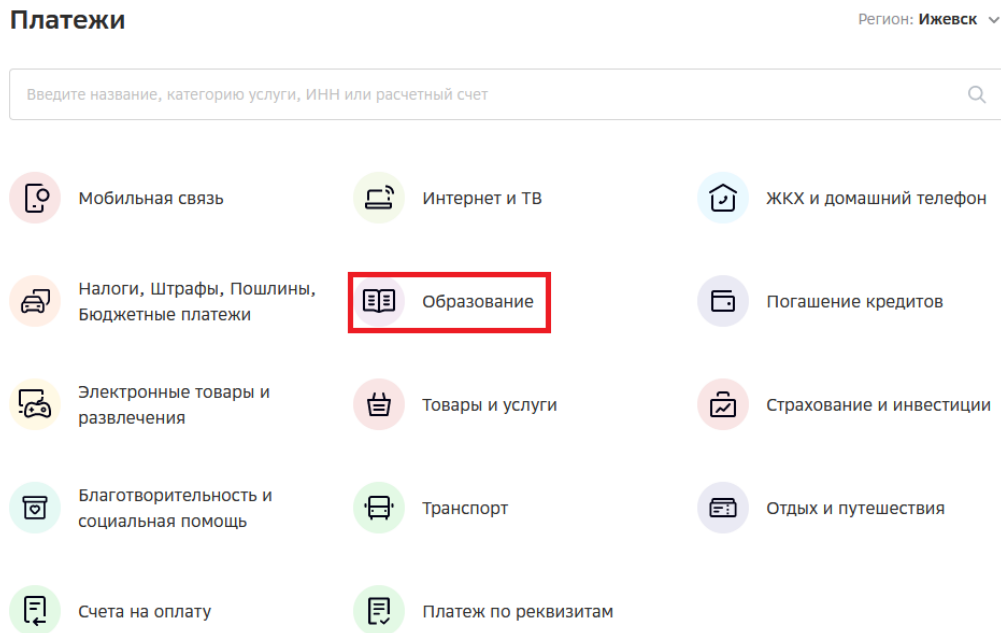 Платежи
Регион: Ижевск
Введите название, категорию услуги, ИНН или расчетный счет
Мобильная связь
Интернет и ТВ
ЖКХ и домашний телефон
Налоги, Штрафы, Пошлины,
Бюджетные платежи
Образование
Погашение кредитов
Электронные товары и
развлечения
Товары и услуги
Страхование и инвестиции
Благотворительность и
социальная помощь
Транспорт
Отдых и путешествия
Счета на оплату
Платеж по реквизитам